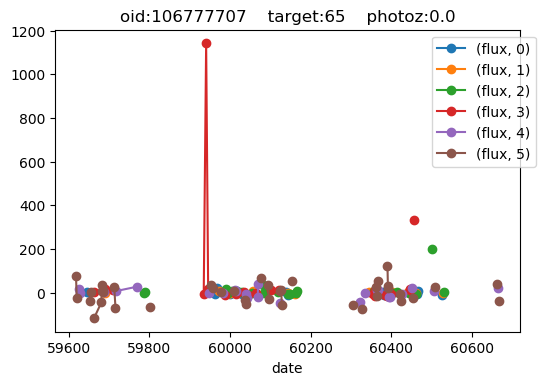 oid:106777707    target:65    photoz:0.0
1200
1000
800
600
400
200
0
59600
59800
60000
60200
60400
60600
date
(flux, 0)
(flux, 1)
(flux, 2)
(flux, 3)
(flux, 4)
(flux, 5)